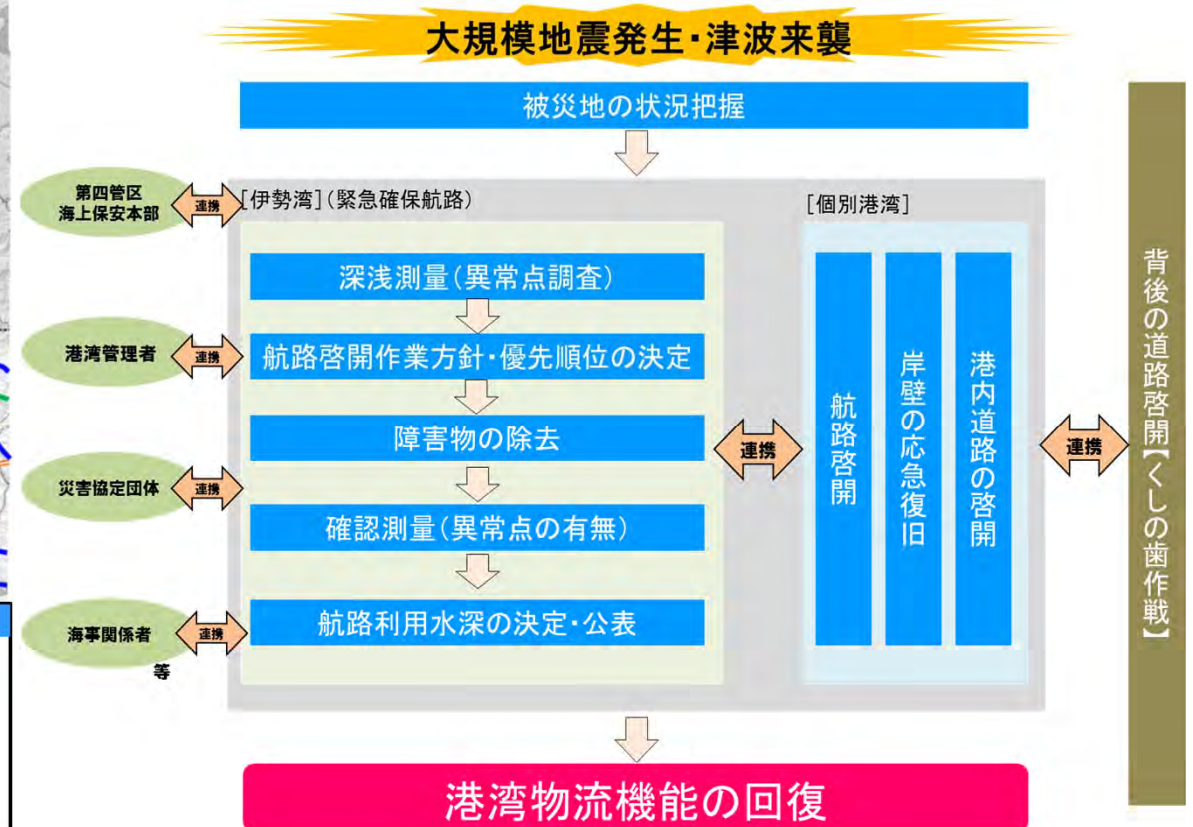 大規模地震発生・津波来襲
被災地の状況把握
第四管区
海上保安本部
連携
[伊勢湾](緊急確保航路)
[個別港湾]
深浅測量(異常点調査)
港湾管理者
連携
航路啓開作業方針・優先順位の決定
障害物の除去
災害協定団体
連携
確認測量(異常点の有無)
海事関係者
等
連携
航路利用水深の決定・公表
連携
航路啓開
岸壁の応急復旧
港内道路の啓開
連携
背後の道路啓開【くしの歯作戦】
港湾物流機能の回復